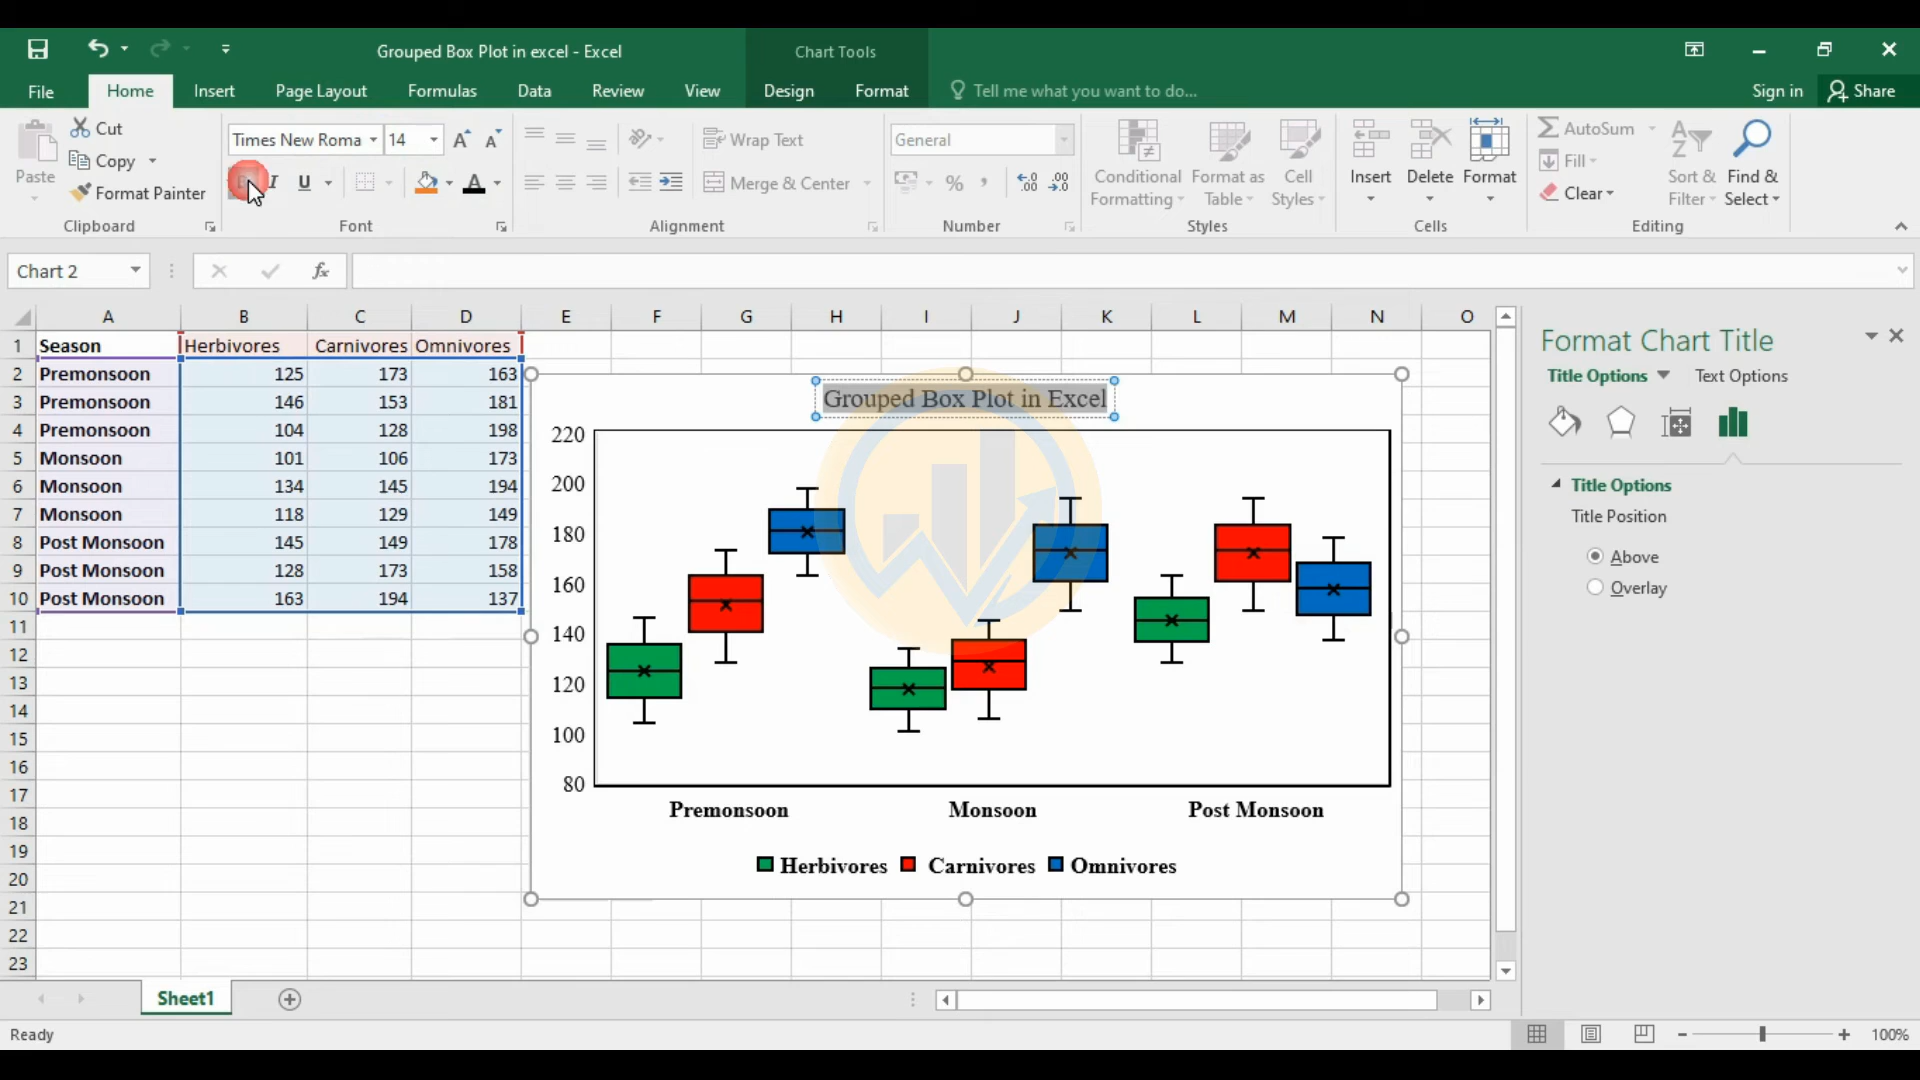 Grouped Box Plot in excel - Excel
Chart Tools
File Home Insert Page Layout Formulas Data Review View Design Format Tell me what you want to do... Sign in Share
Paste
Cut
Copy
Format Painter
Clipboard
Times New Roma 14
I U A
Font
Wrap Text
Merge & Center
Alignment
General
% , .00 .00
Number
Conditional Formatting
Format as Table
Cell Styles
Styles
Insert Delete Format
Cells
AutoSum
Fill
Clear
Sort & Filter
Find & Select
Editing
Chart 2
fx
A B C D E F G H I J K L M N O
1 Season Herbivores Carnivores Omnivores
2 Premonsoon 125 173 163
3 Premonsoon 146 153 181
4 Premonsoon 104 128 198
5 Monsoon 101 106 173
6 Monsoon 134 145 194
7 Monsoon 118 129 149
8 Post Monsoon 145 149 178
9 Post Monsoon 128 173 158
10 Post Monsoon 163 194 137
11
12
13
14
15
16
17
18
19
20
21
22
23
Grouped Box Plot in Excel
220
200
180
160
140
120
100
80
Premonsoon Monsoon Post Monsoon
Herbivores Carnivores Omnivores
Format Chart Title
Title Options Text Options
Title Options
Title Position
Above
Overlay
Sheet1
Ready
100%